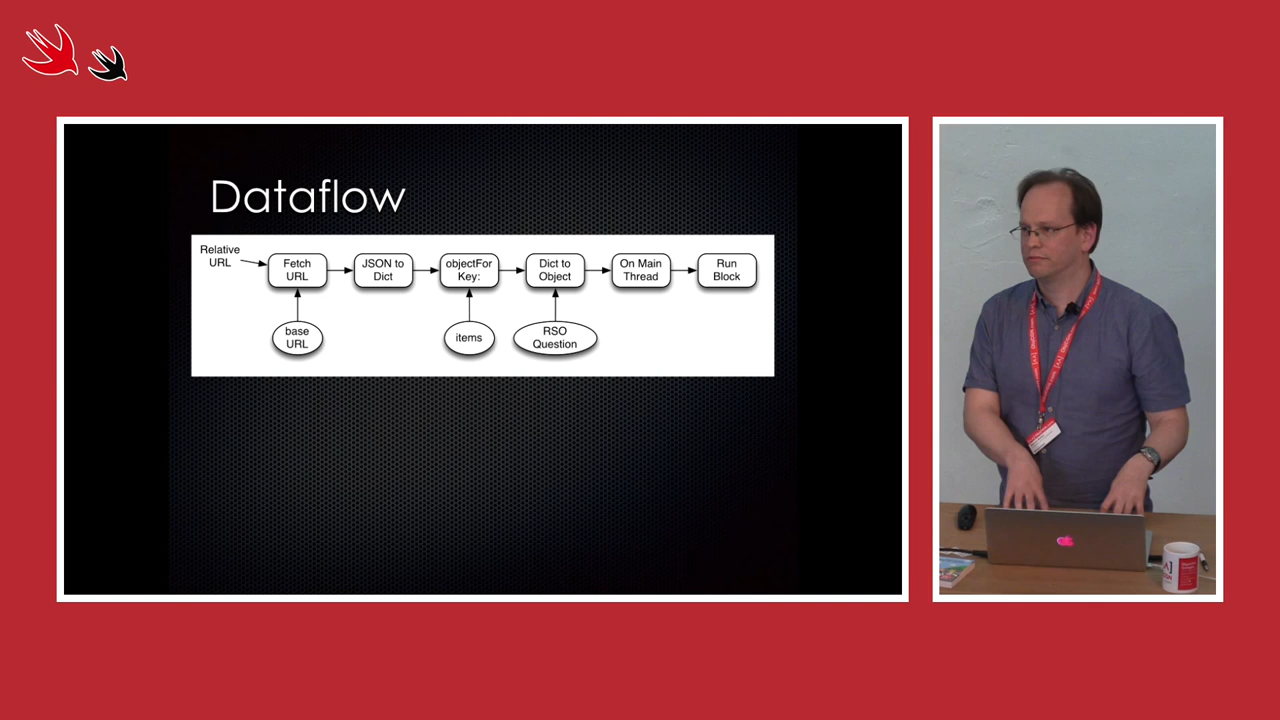 Dataflow
Relative
URL
Fetch
URL
JSON to
Dict
objectFor
Key:
Dict to
Object
On Main
Thread
Run
Block
base
URL
items
RSO
Question